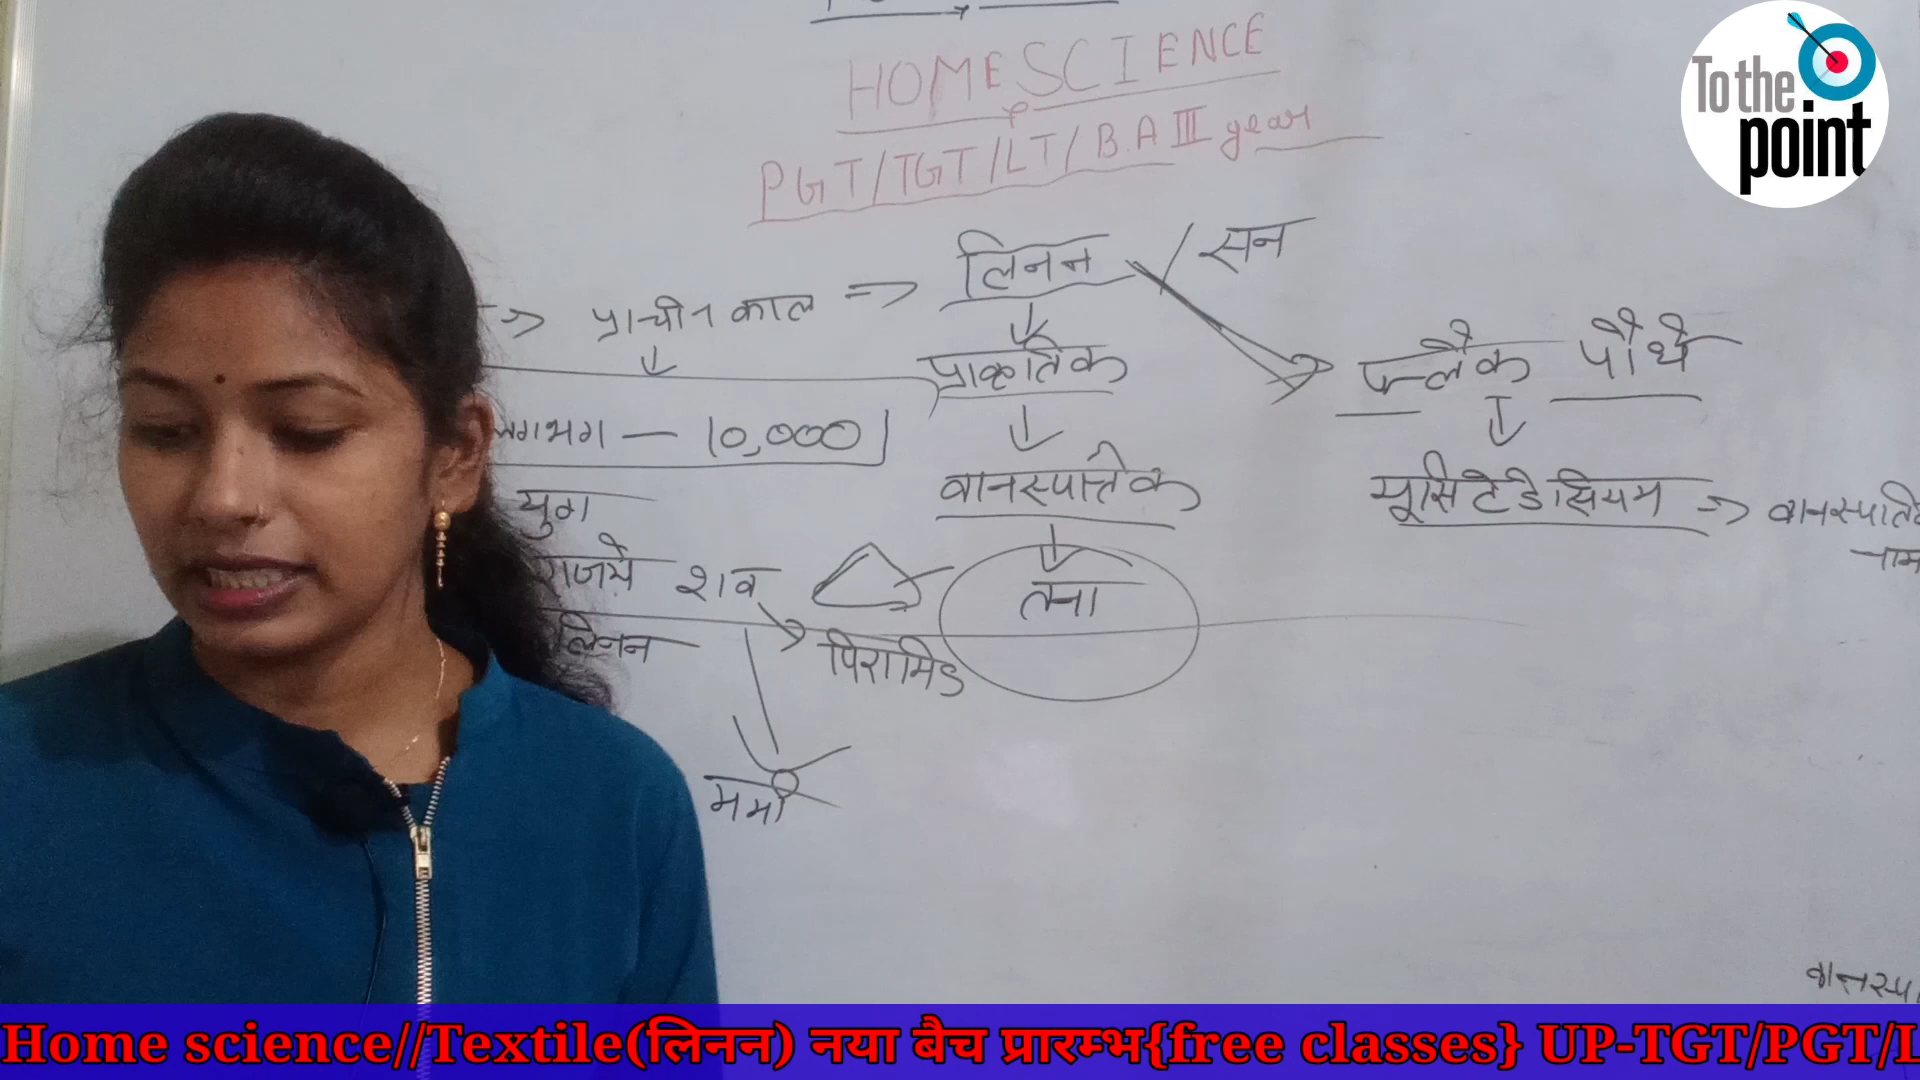 To the
point
HOME SCIENCE
PGT/TGT/LT/B.A III year
लिनन / सन
⇒ प्राचीन काल ⇒
प्राकृतिक
फ्लैक पौधे
लगभग — 10,000
वानस्पतिक
युग
यूसिटेडेसियम ⇒ वानस्पति
नाम
शव
तना
लिनन
पिरामिड
ममी
वानस्पा
Home science//Textile(लिनन) नया बैच प्रारम्भ{free classes} UP-TGT/PGT/L